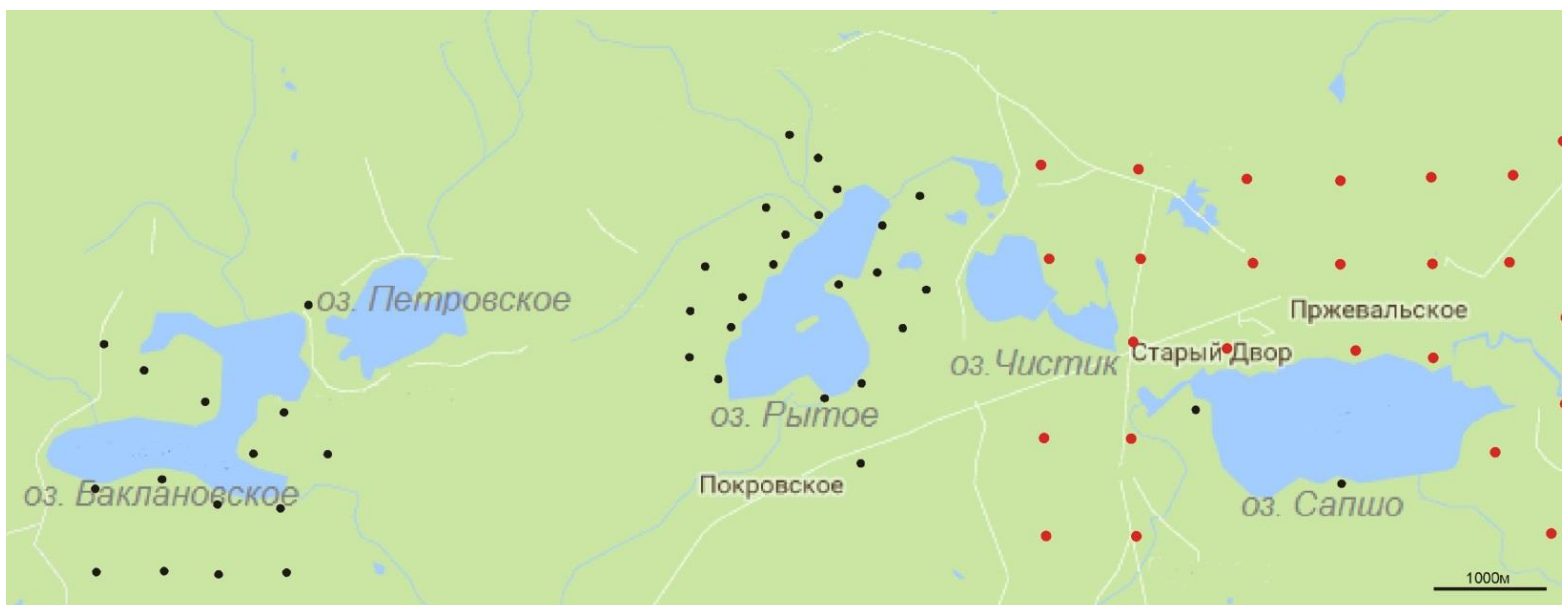 оз. Петровское
Пржевальское
Старый Двор
оз.Чистик
оз. Рытое
Покровское
оз. Баклановское
оз. Сапшо
1000м